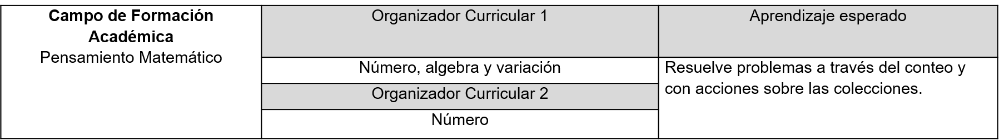 Campo de Formación
Académica
Pensamiento Matemático
Organizador Curricular 1
Número, algebra y variación
Organizador Curricular 2
Número
Aprendizaje esperado
Resuelve problemas a través del conteo y
con acciones sobre las colecciones.